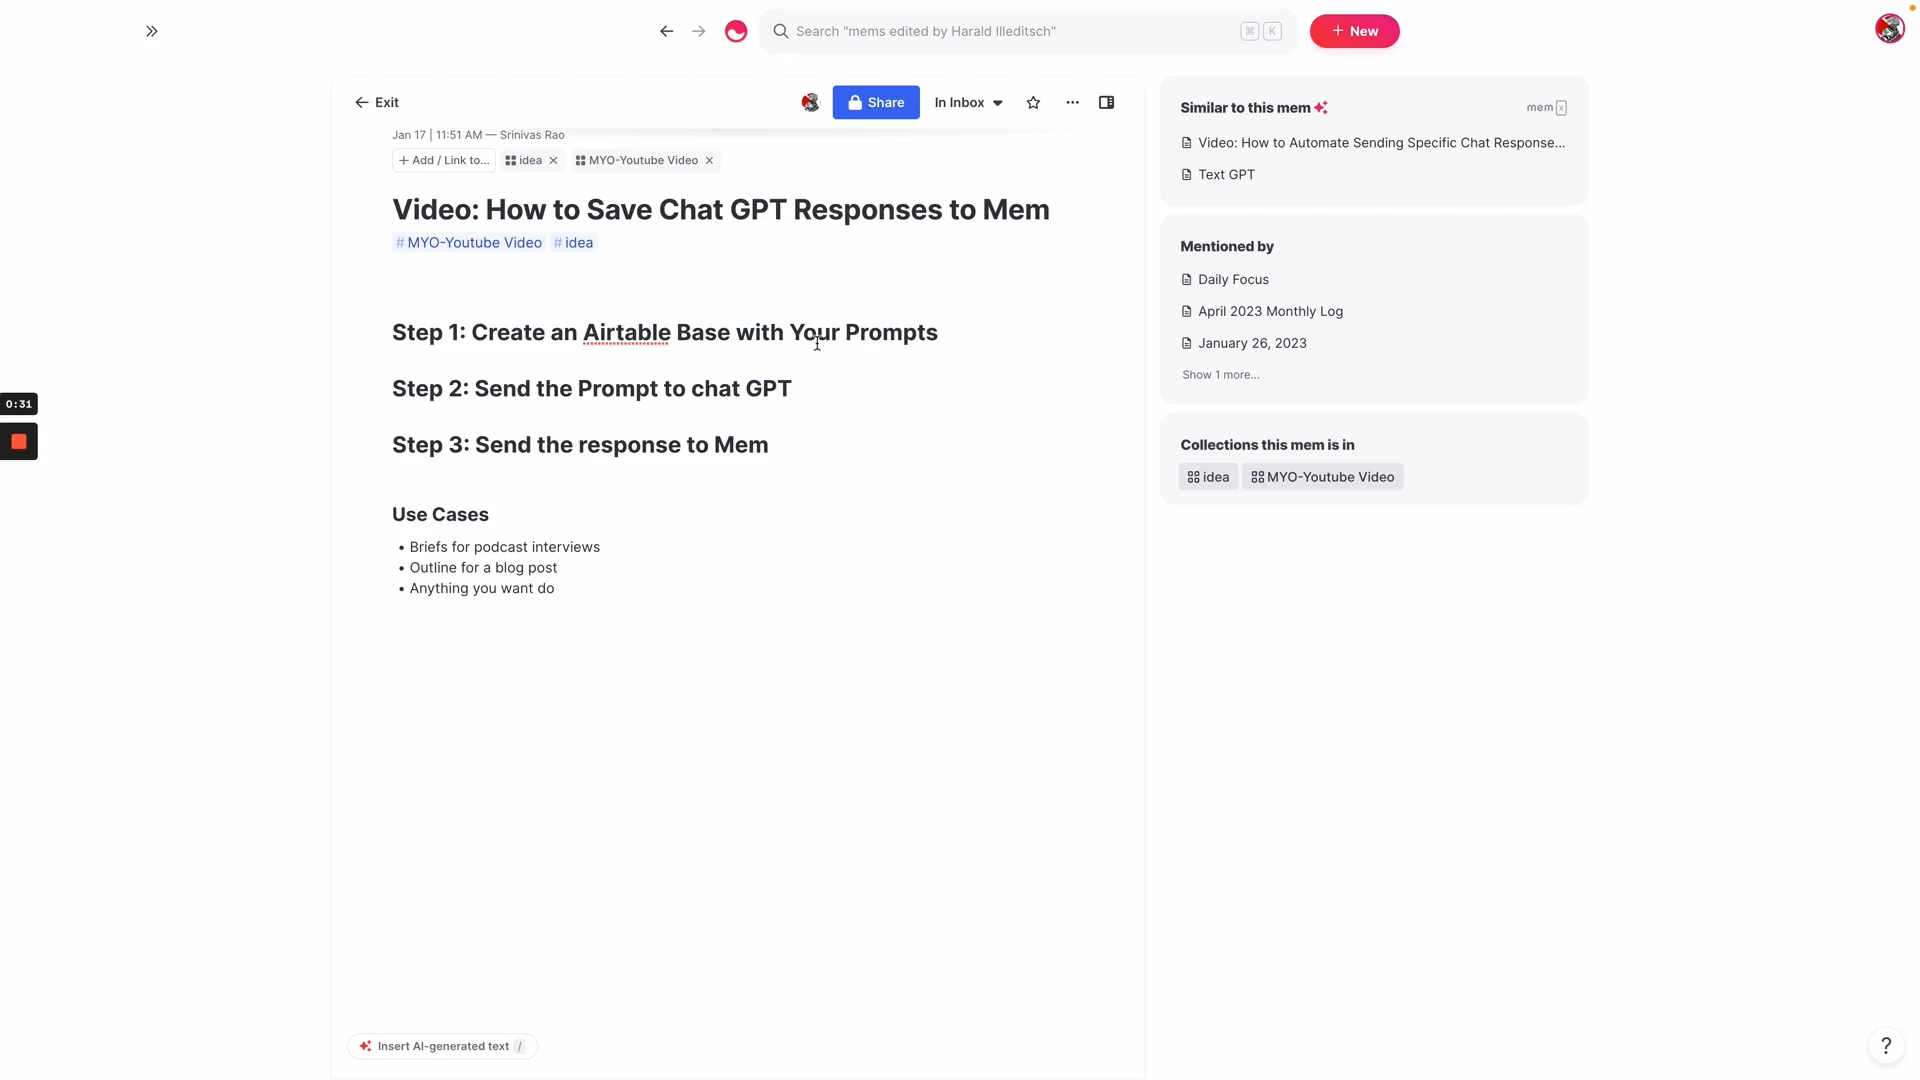 Search "mems edited by Harald Illeditsch"
⌘ K
+ New
Exit
Share
In Inbox
Jan 17 | 11:51 AM — Srinivas Rao
+ Add / Link to...
idea
MYO-Youtube Video
Video: How to Save Chat GPT Responses to Mem
#MYO-Youtube Video #idea
Step 1: Create an Airtable Base with Your Prompts
Step 2: Send the Prompt to chat GPT
Step 3: Send the response to Mem
Use Cases
• Briefs for podcast interviews
• Outline for a blog post
• Anything you want do
Insert AI-generated text /
0:31
Similar to this mem
mem x
Video: How to Automate Sending Specific Chat Response...
Text GPT
Mentioned by
Daily Focus
April 2023 Monthly Log
January 26, 2023
Show 1 more...
Collections this mem is in
idea
MYO-Youtube Video
?